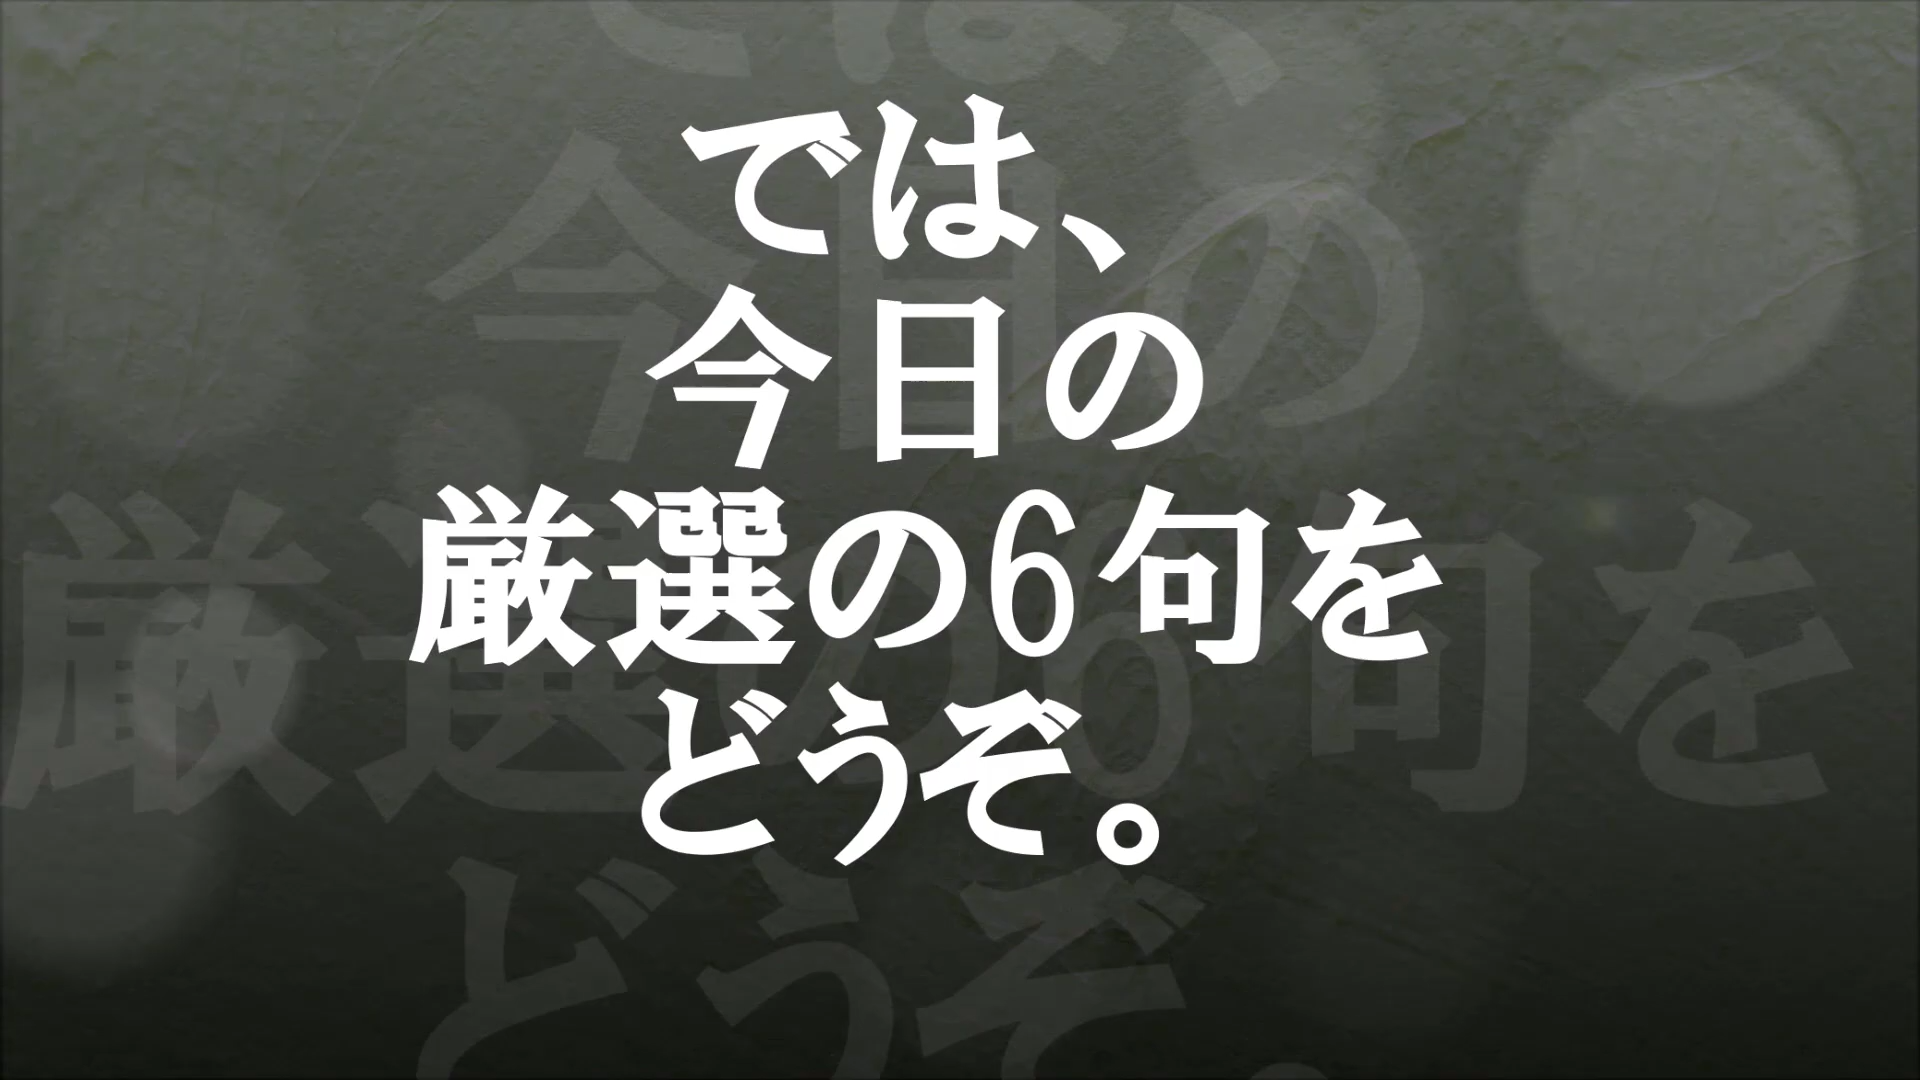 では、
今日の
厳選の6句を
どうぞ。